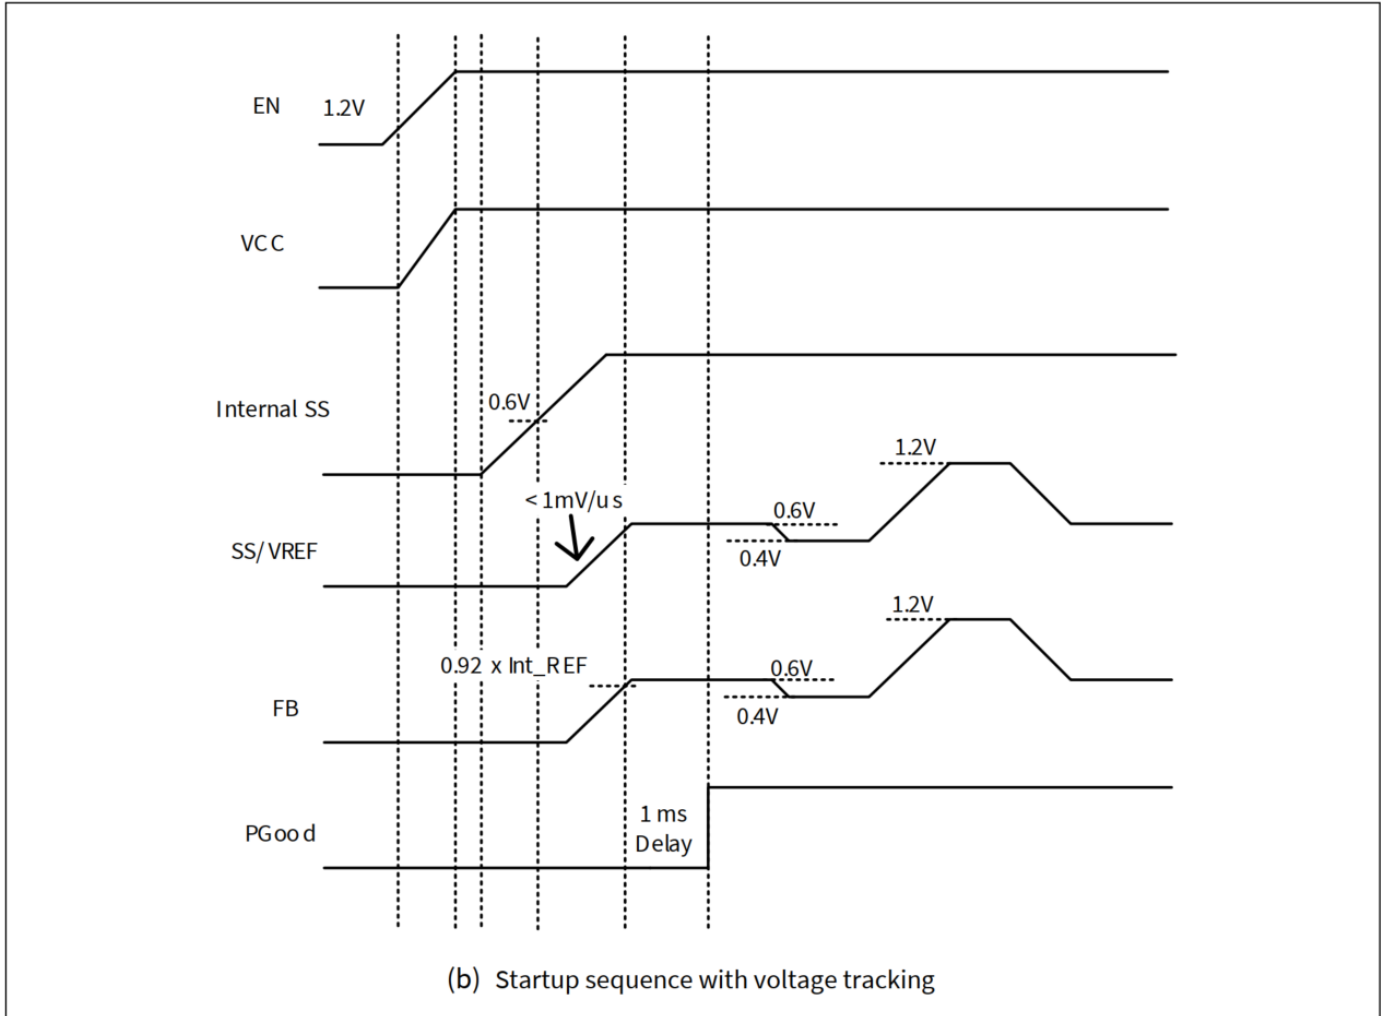 EN 1.2V
VCC
0.6V
Internal SS
1.2V
< 1mV/us
0.6V
SS/VREF
0.4V
1.2V
0.92 x Int_REF
0.6V
FB
0.4V
1 ms
PGood
Delay
(b) Startup sequence with voltage tracking